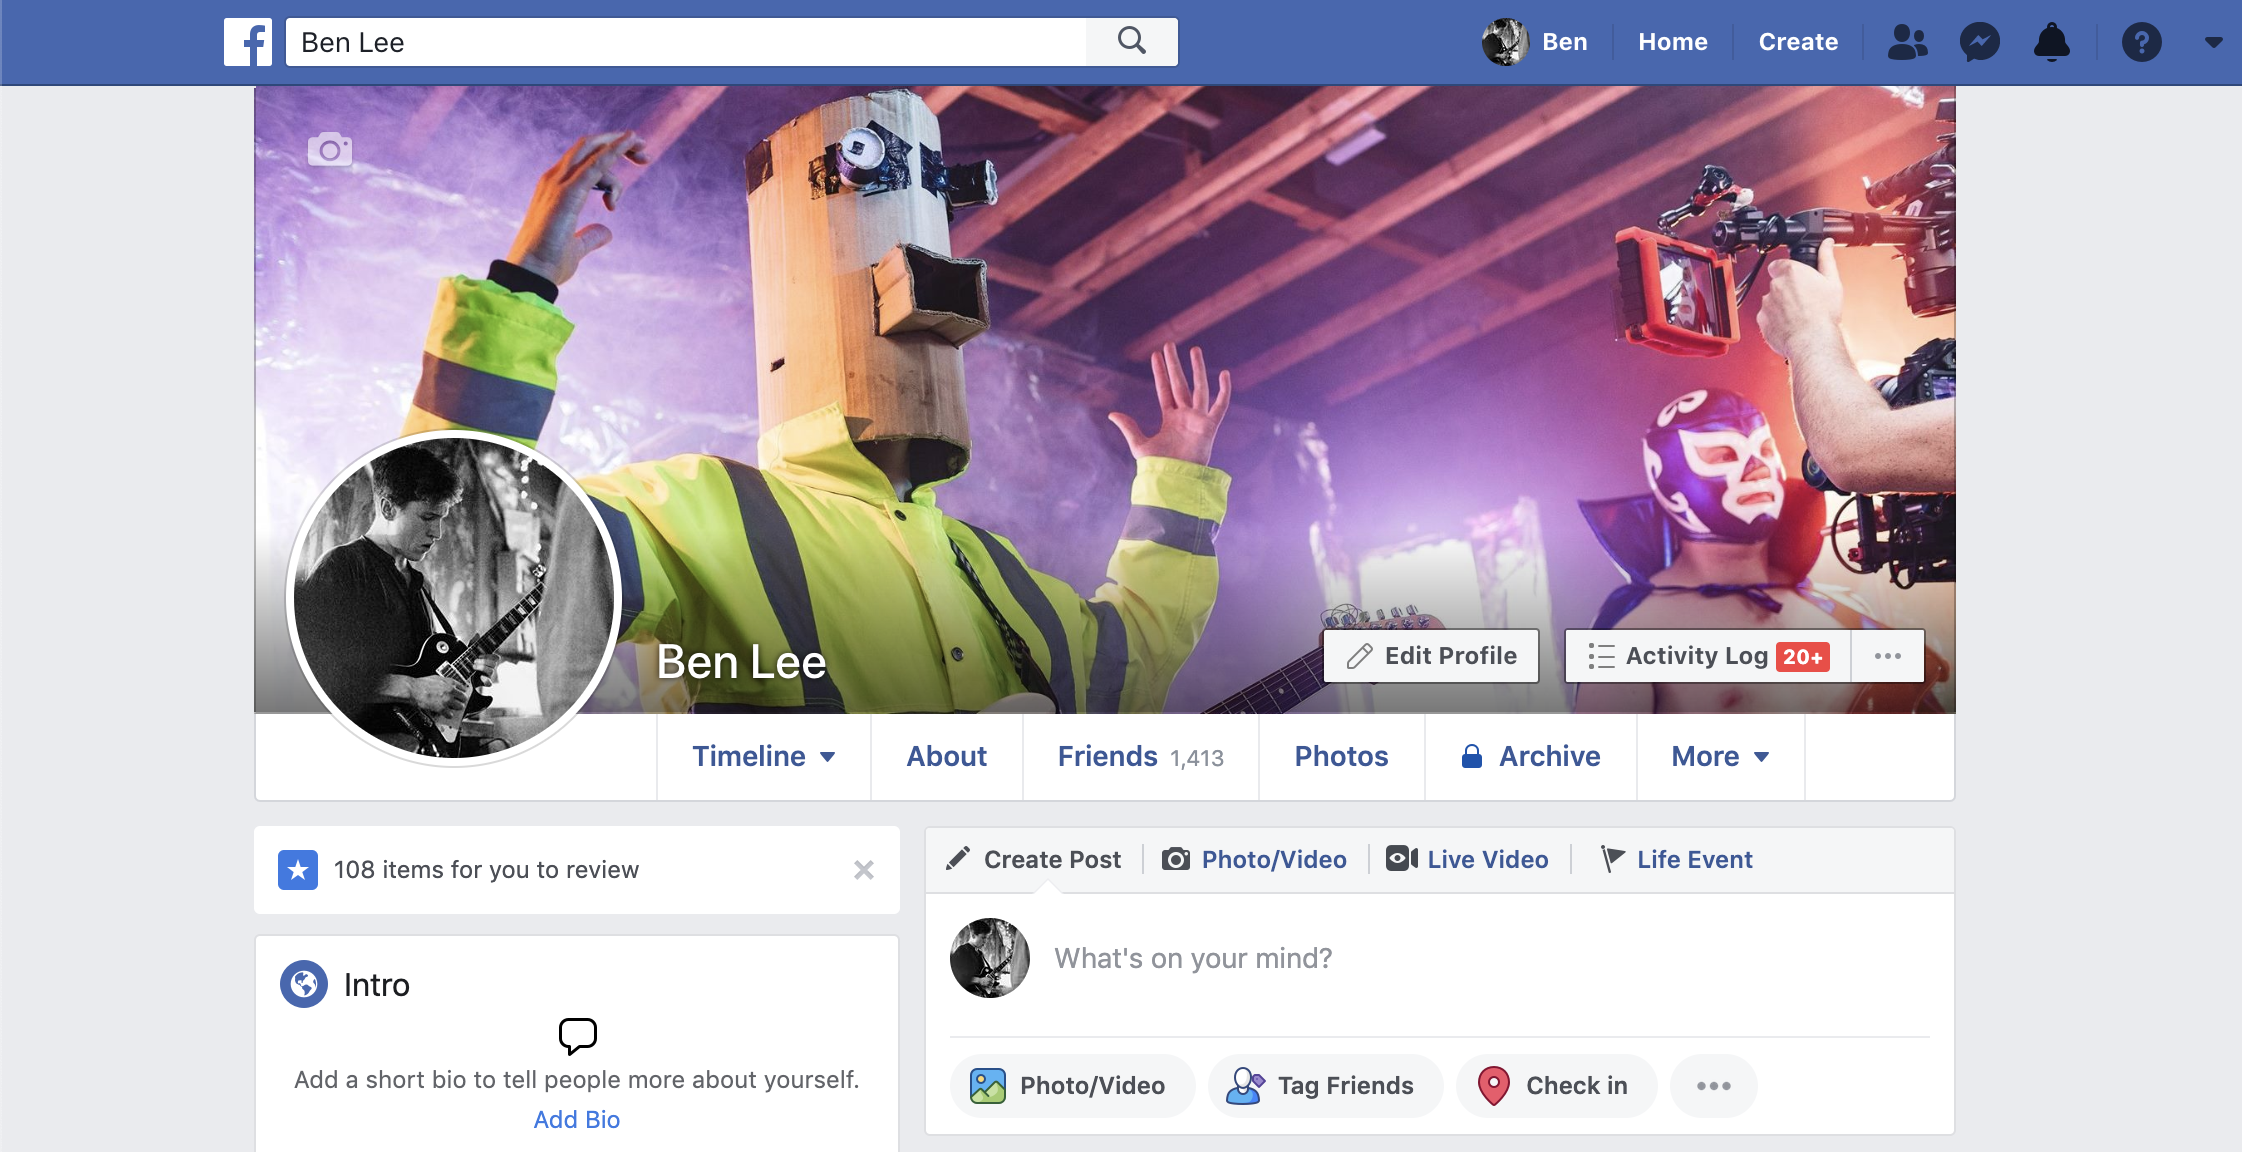 Ben Lee
Ben
Home
Create
Ben Lee
Edit Profile
Activity Log 20+
Timeline
About
Friends 1,413
Photos
Archive
More
108 items for you to review
Intro
Add a short bio to tell people more about yourself.
Add Bio
Create Post
Photo/Video
Live Video
Life Event
What's on your mind?
Photo/Video
Tag Friends
Check in